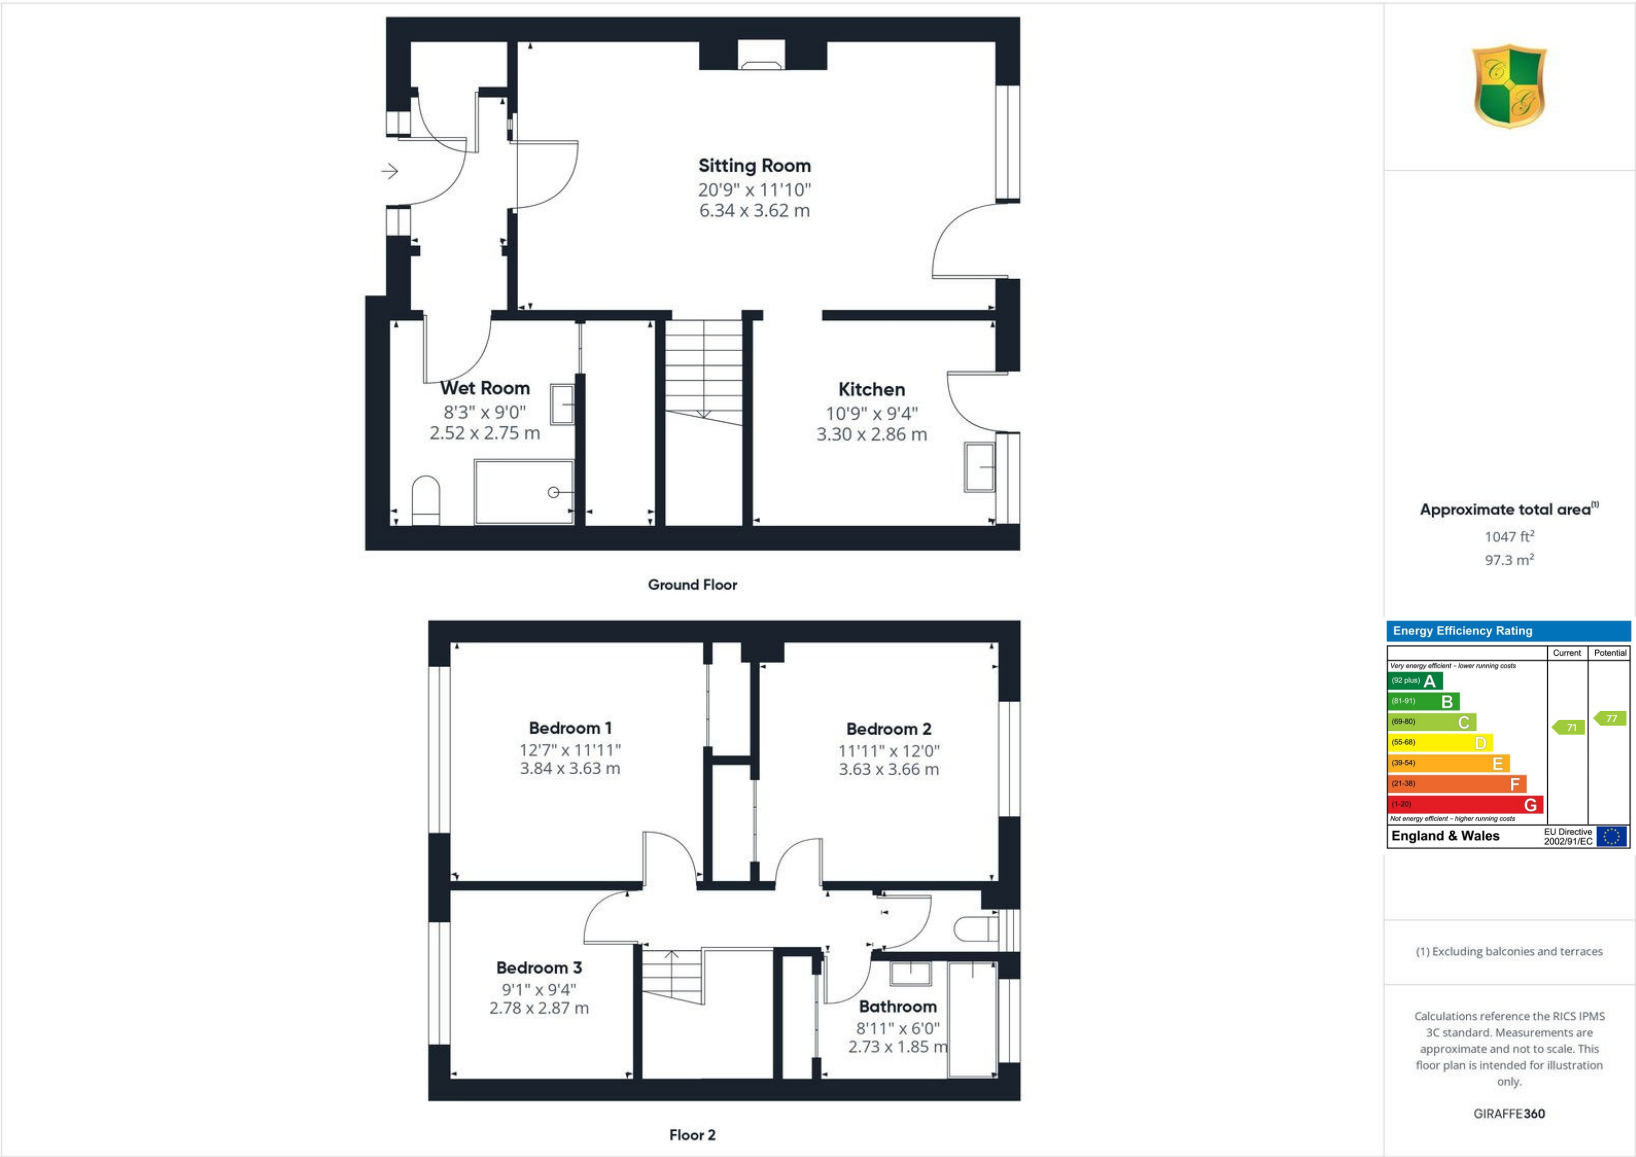 Sitting Room
20'9" x 11'10"
6.34 x 3.62 m
Wet Room
8'3" x 9'0"
2.52 x 2.75 m
Kitchen
10'9" x 9'4"
3.30 x 2.86 m
Ground Floor
Bedroom 1
12'7" x 11'11"
3.84 x 3.63 m
Bedroom 2
11'11" x 12'0"
3.63 x 3.66 m
Bedroom 3
9'1" x 9'4"
2.78 x 2.87 m
Bathroom
8'11" x 6'0"
2.73 x 1.85 m
Floor 2
C
G
Approximate total area(1)
1047 ft²
97.3 m²
Energy Efficiency Rating
Current Potential
Very energy efficient - lower running costs
(92 plus) A
(81-91) B
(69-80) C
71
77
(55-68) D
(39-54) E
(21-38) F
(1-20) G
Not energy efficient - higher running costs
England & Wales
EU Directive
2002/91/EC
(1) Excluding balconies and terraces
Calculations reference the RICS IPMS
3C standard. Measurements are
approximate and not to scale. This
floor plan is intended for illustration
only.
GIRAFFE360